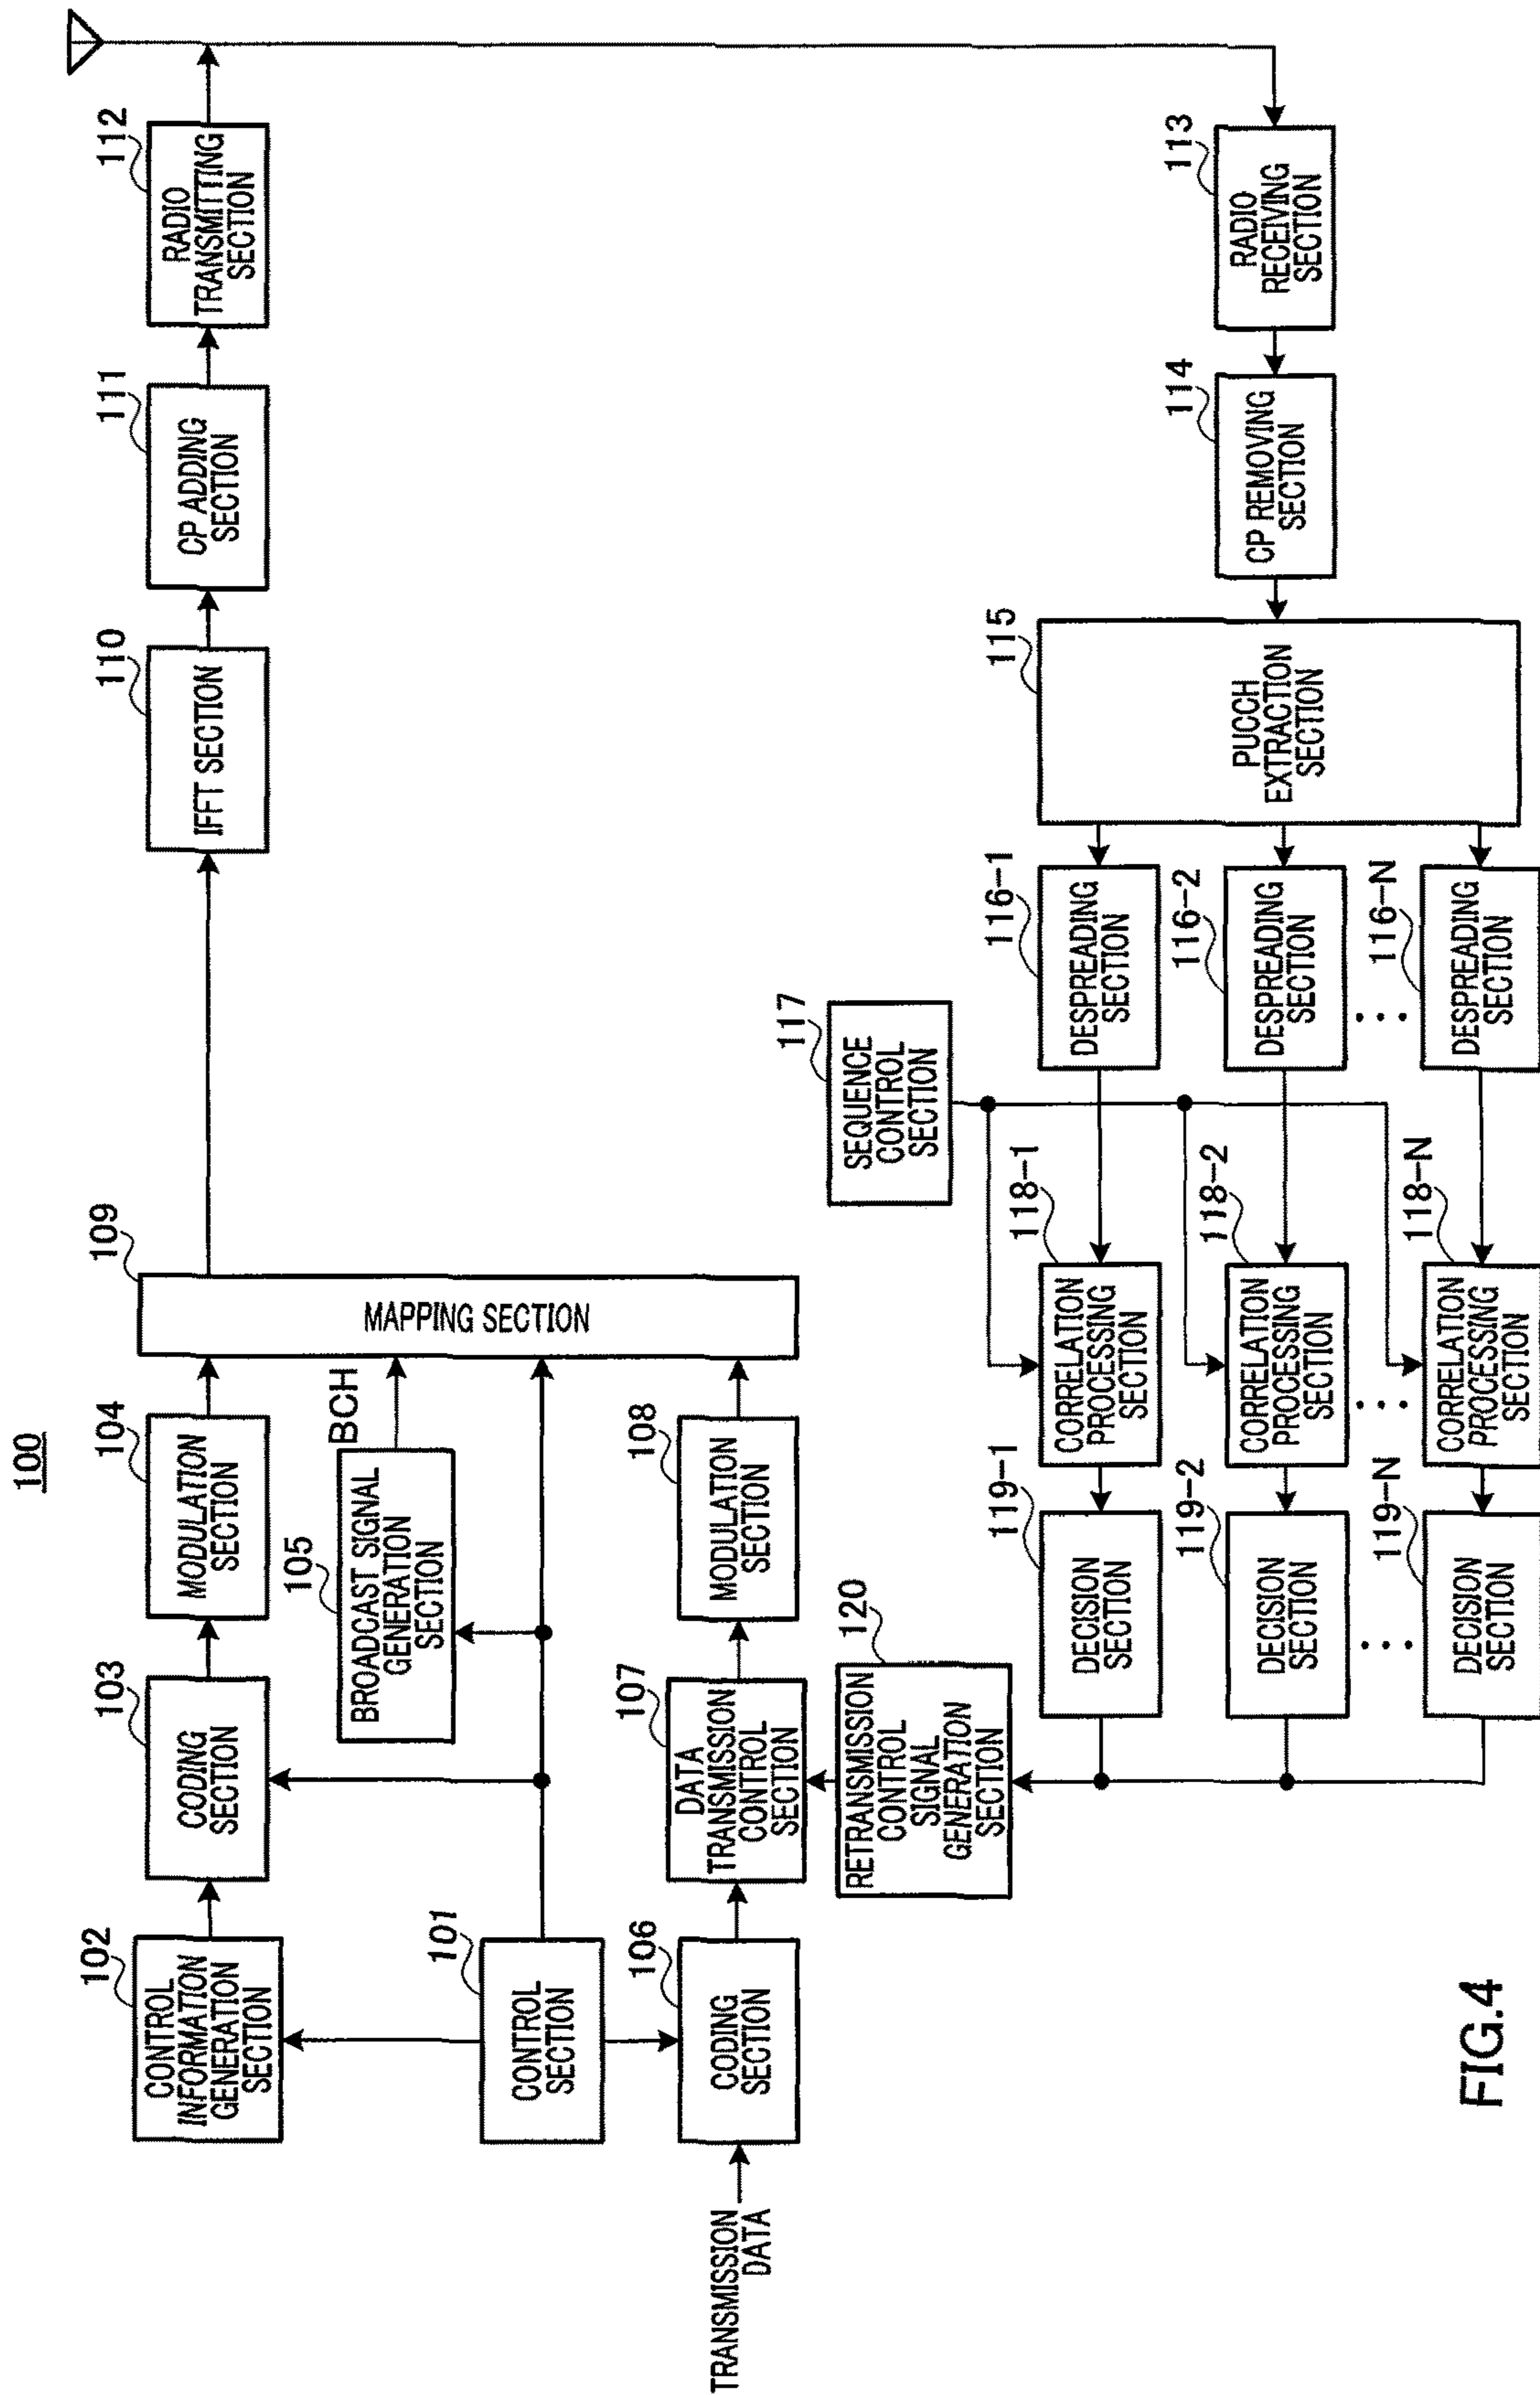 100
102
CONTROL
INFORMATION
GENERATION
SECTION
103
CODING
SECTION
104
MODULATION
SECTION
109
MAPPING SECTION
110
IFFT SECTION
111
CP ADDING
SECTION
112
RADIO
TRANSMITTING
SECTION
105
BROADCAST SIGNAL
GENERATION
SECTION
BCH
101
CONTROL
SECTION
TRANSMISSION
DATA
106
CODING
SECTION
107
DATA
TRANSMISSION
CONTROL
SECTION
108
MODULATION
SECTION
120
RETRANSMISSION
CONTROL
SIGNAL
GENERATION
SECTION
117
SEQUENCE
CONTROL
SECTION
119-1
DECISION
SECTION
118-1
CORRELATION
PROCESSING
SECTION
116-1
DESPREADING
SECTION
115
PUCCH
EXTRACTION
SECTION
114
CP REMOVING
SECTION
113
RADIO
RECEIVING
SECTION
119-2
DECISION
SECTION
118-2
CORRELATION
PROCESSING
SECTION
116-2
DESPREADING
SECTION
...
...
...
119-N
DECISION
SECTION
118-N
CORRELATION
PROCESSING
SECTION
116-N
DESPREADING
SECTION
FIG.4